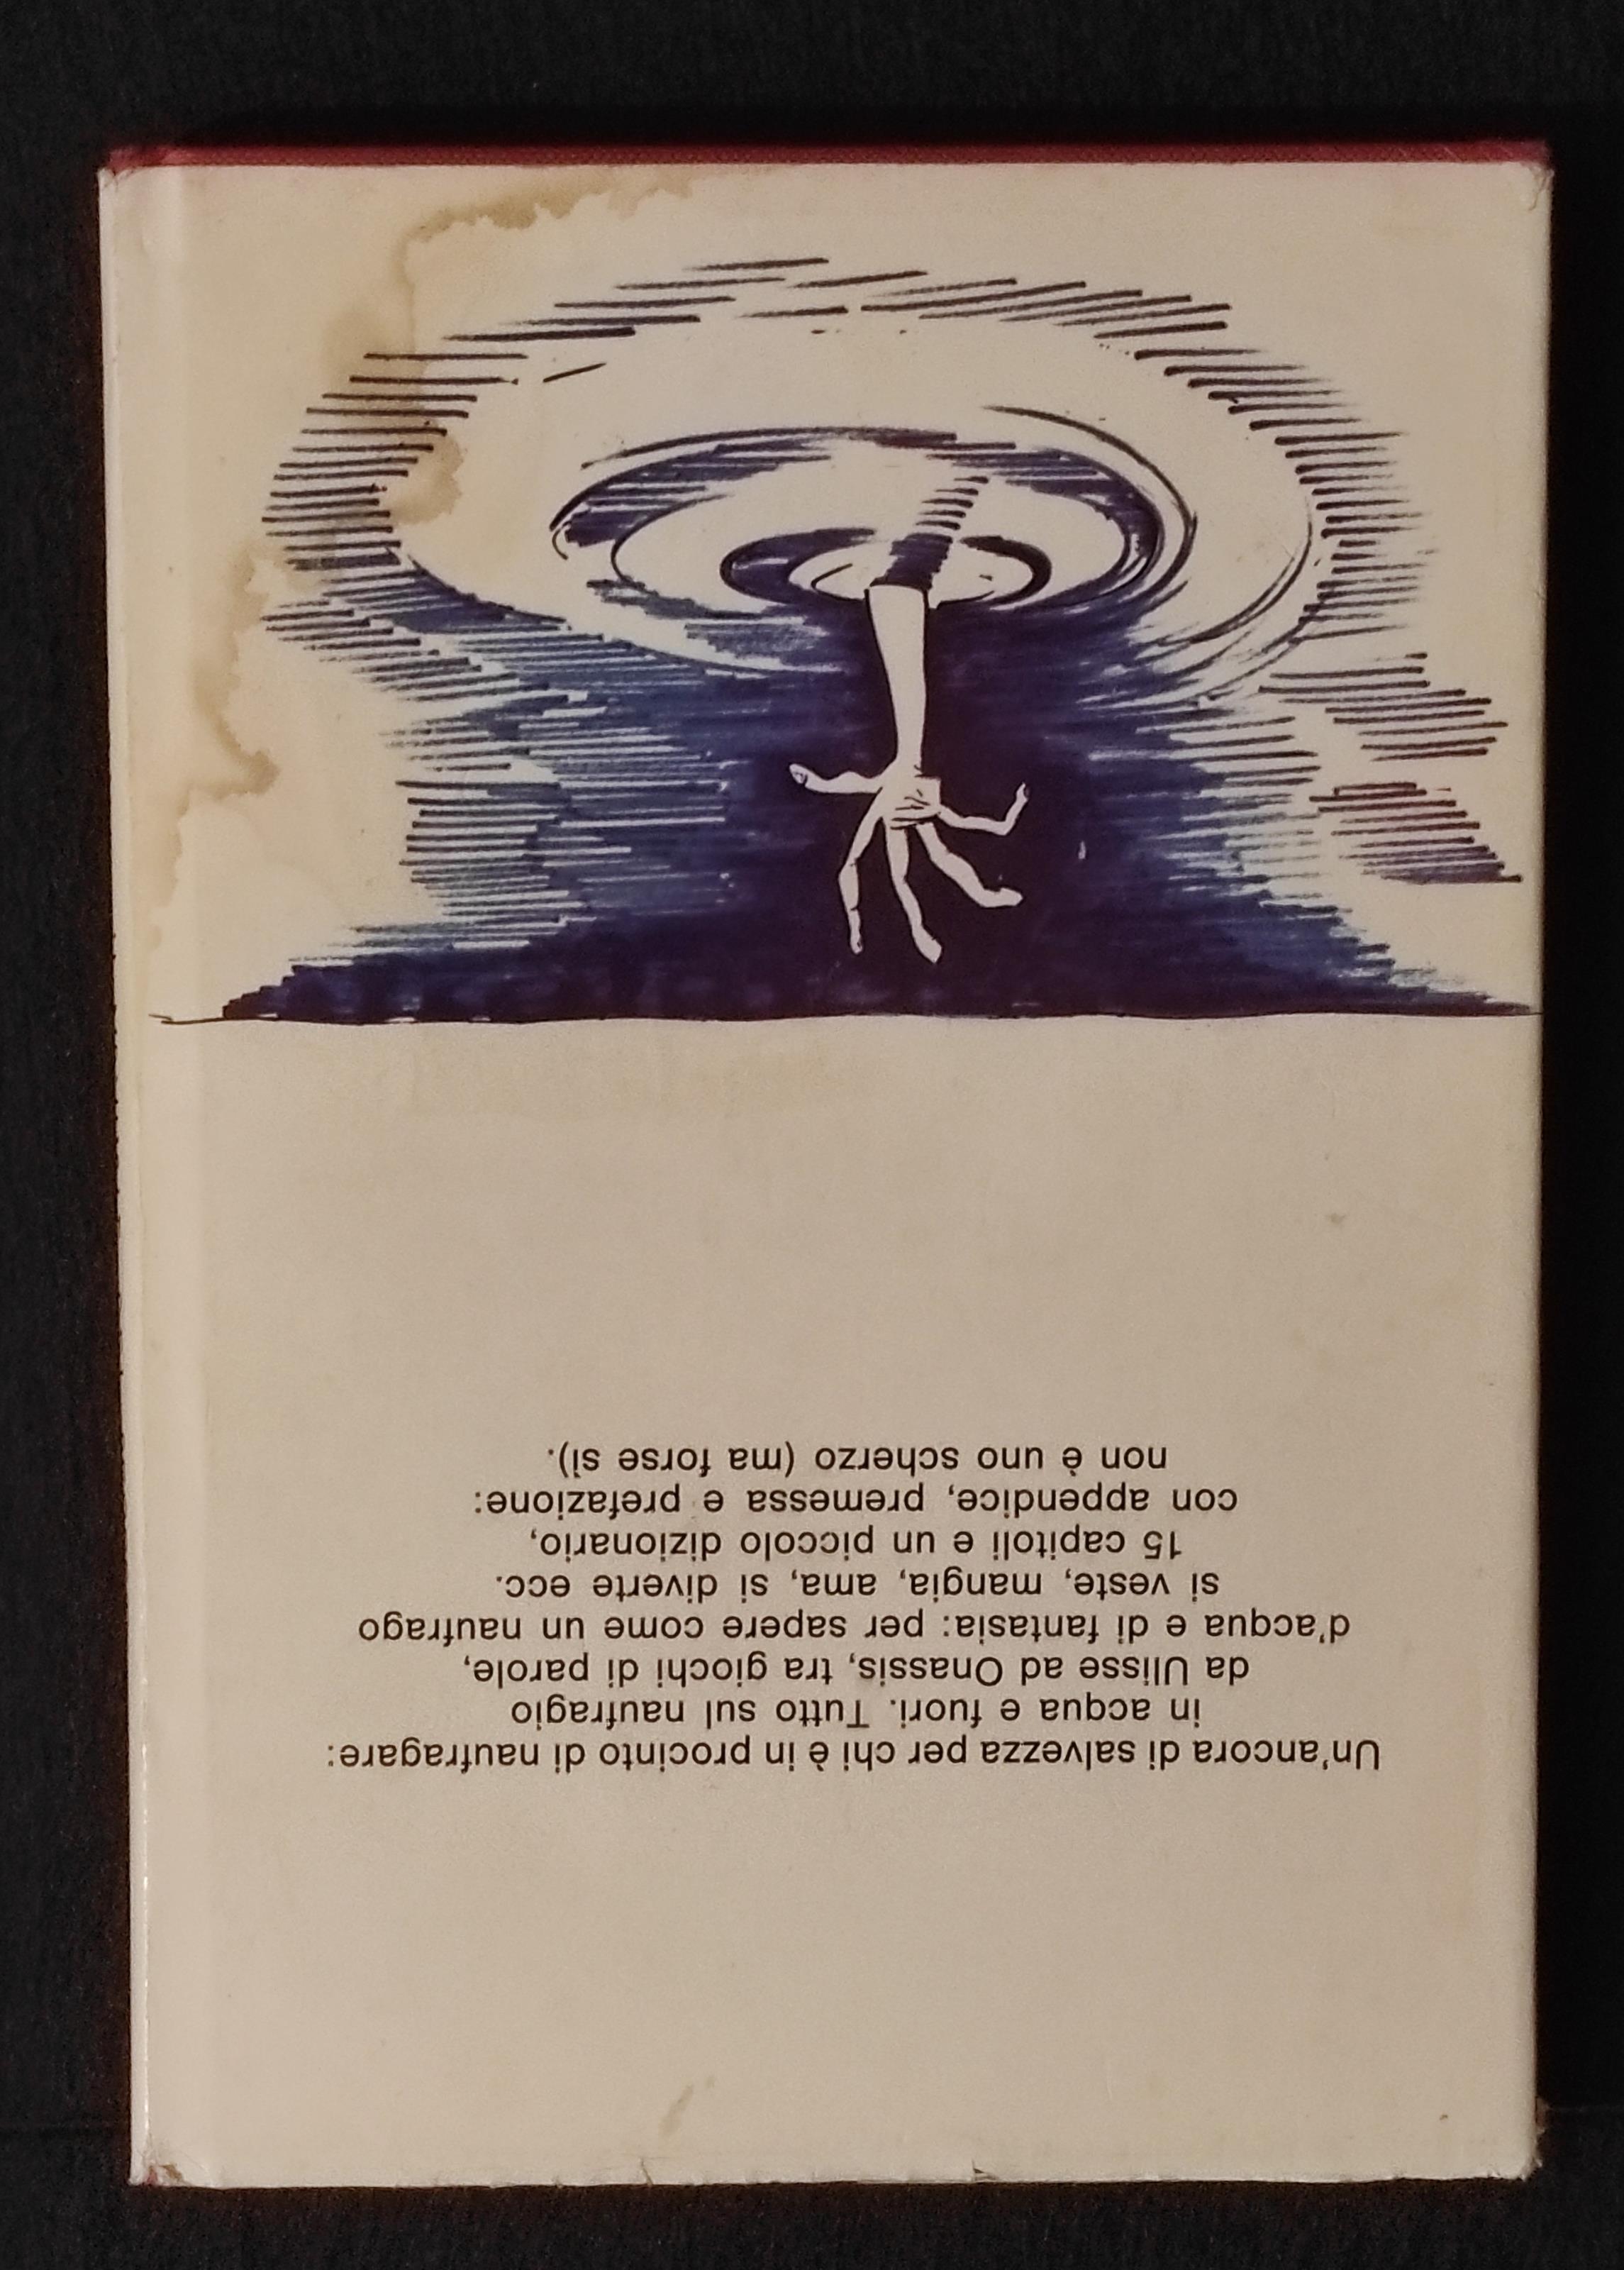 Un'ancora di salvezza per chi è in procinto di naufragare:
in acqua e fuori. Tutto sul naufragio
da Ulisse ad Onassis, tra giochi di parole,
d'acqua e di fantasia: per sapere come un naufrago
si veste, mangia, ama, si diverte ecc.
15 capitoli e un piccolo dizionario,
con appendice, premessa e prefazione:
non è uno scherzo (ma forse sì).